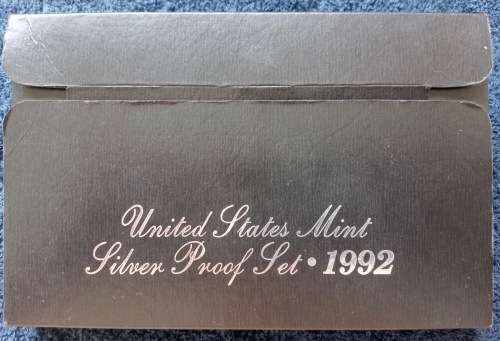 United States Mint
Silver Proof Set • 1992